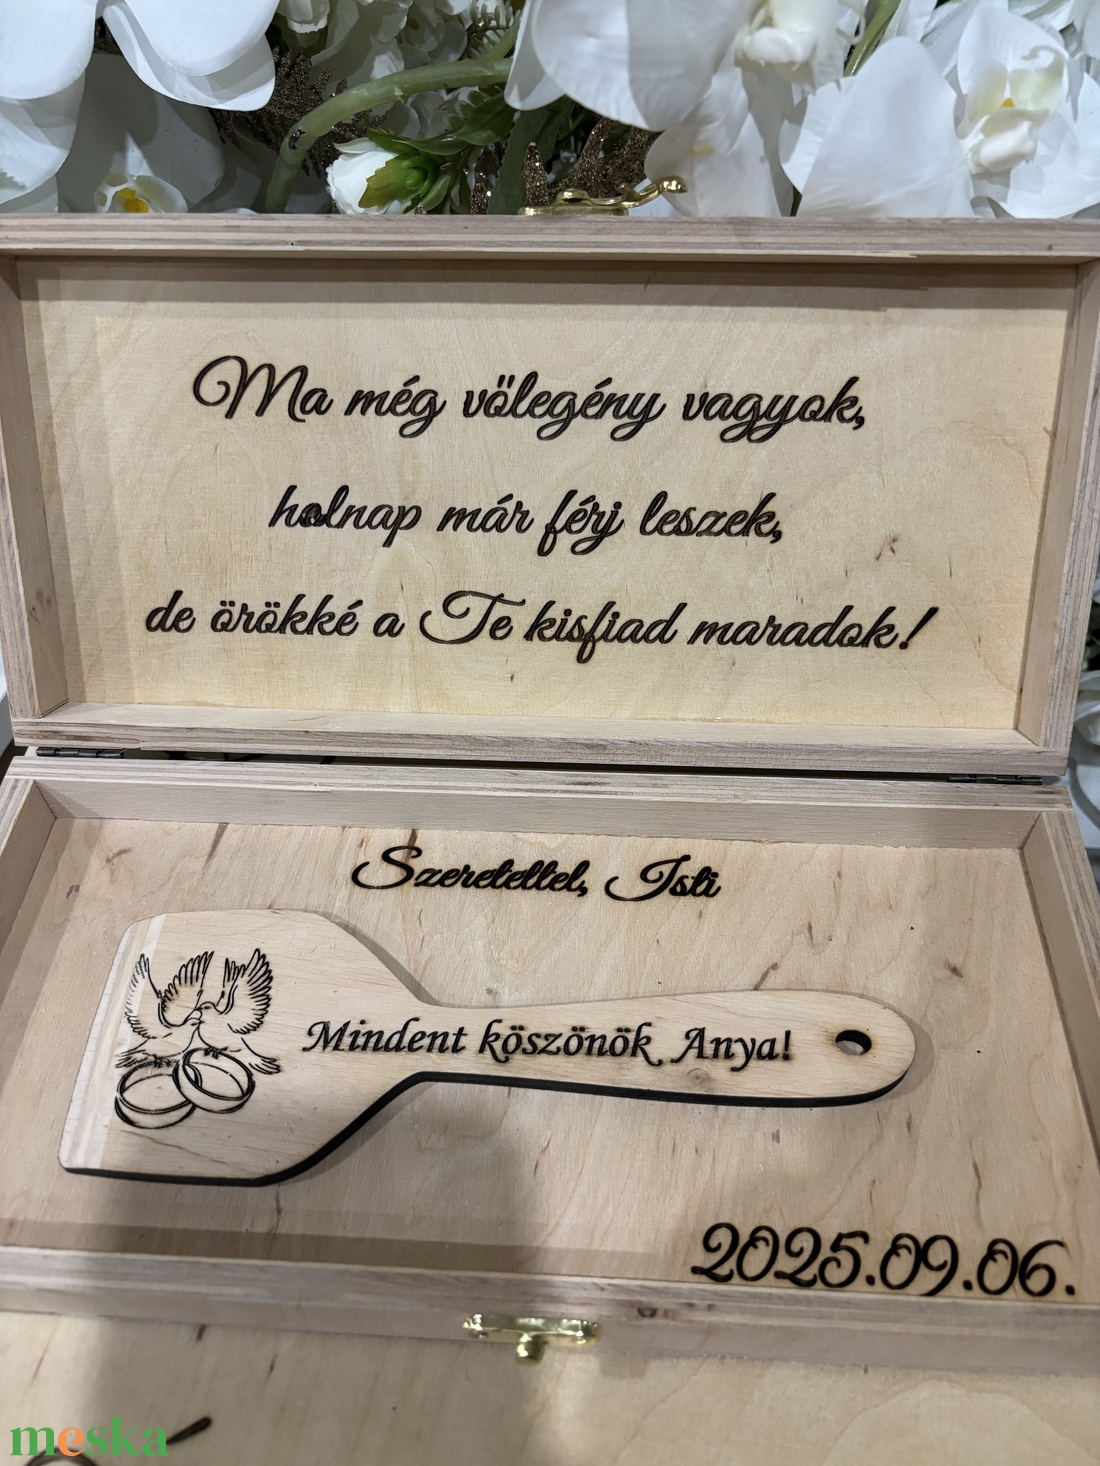 Ma még vőlegény vagyok,
holnap már férj leszek,
de örökké a Te kisfiad maradok!
Szeretettel, Isti
Mindent köszönök Anya!
2025.09.06.
meska